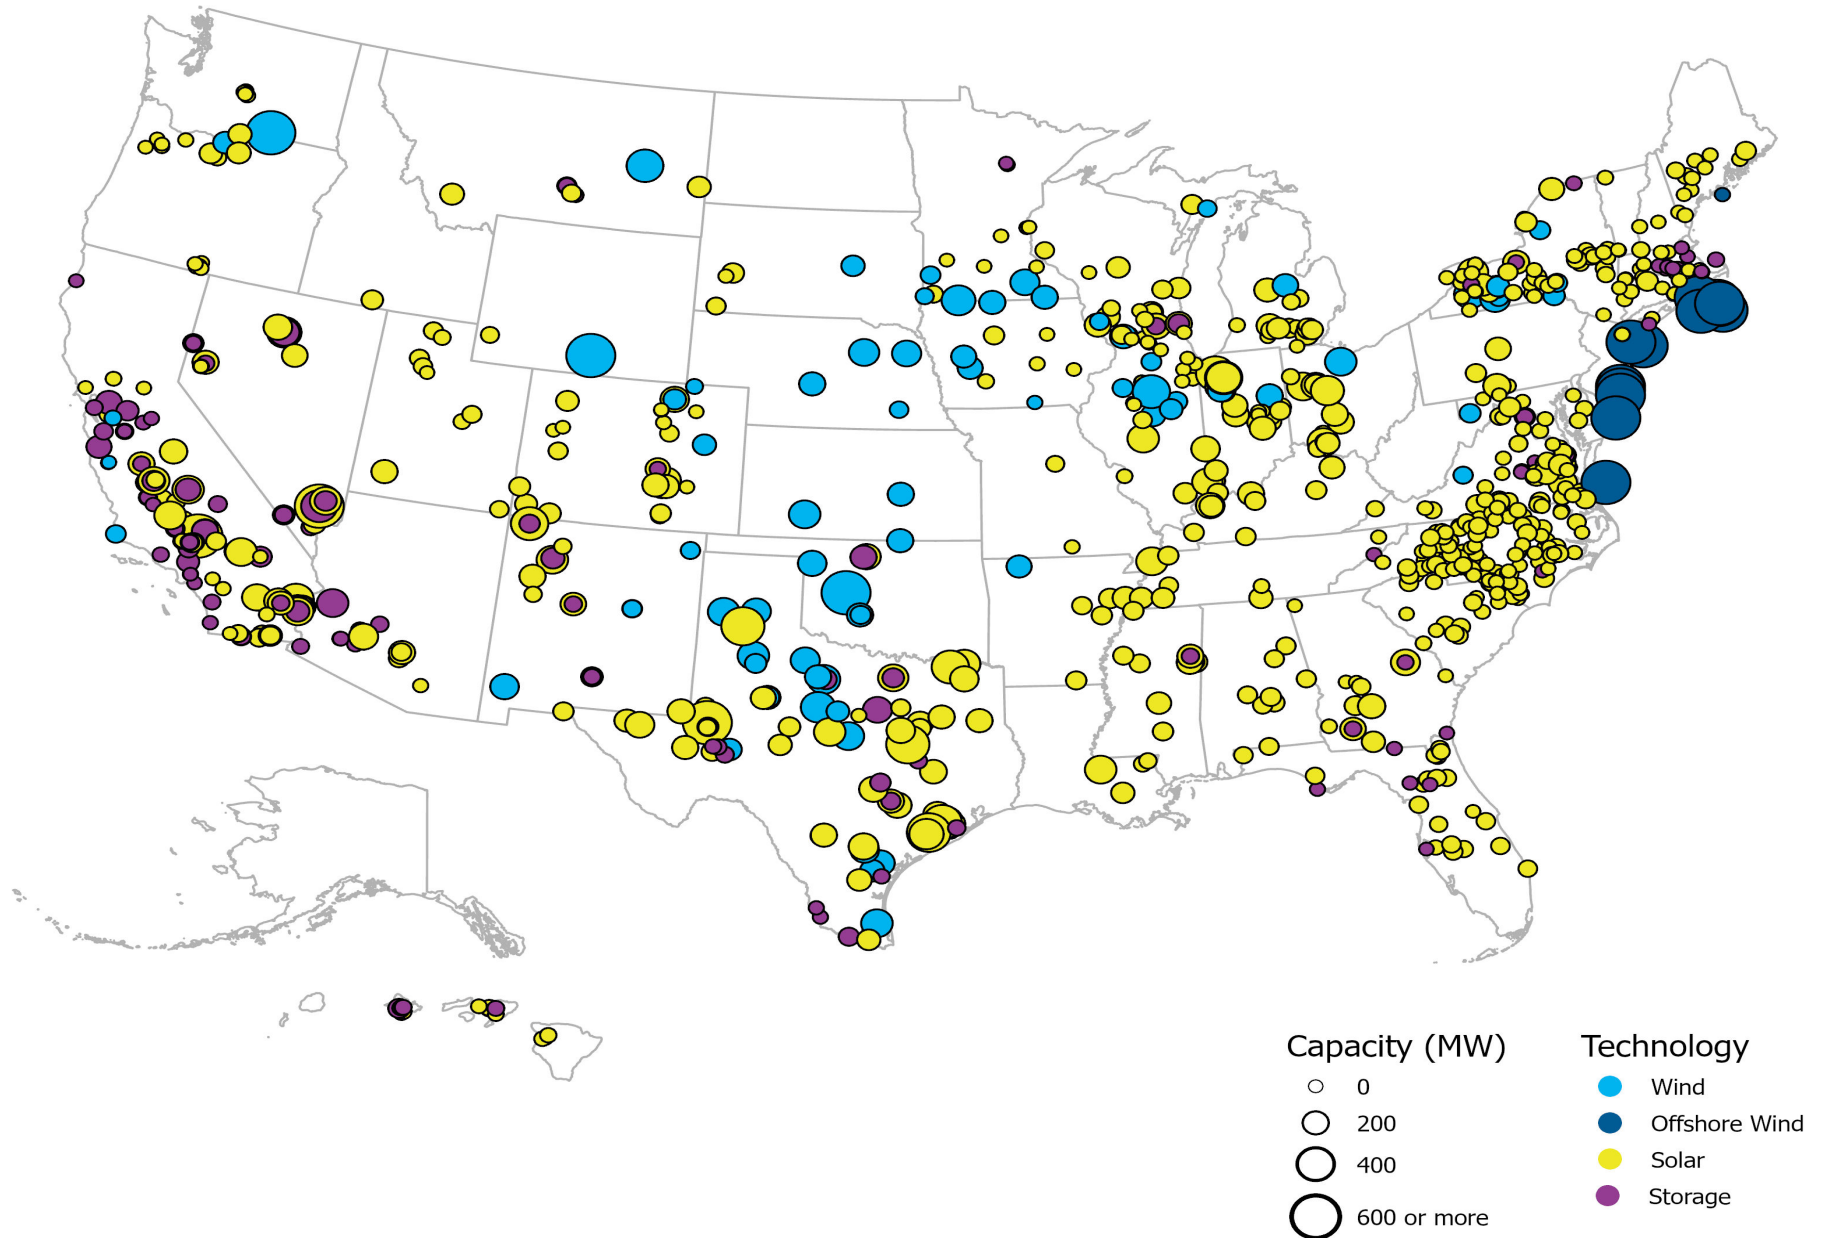 Capacity (MW)
0
200
400
600 or more
Technology
Wind
Offshore Wind
Solar
Storage